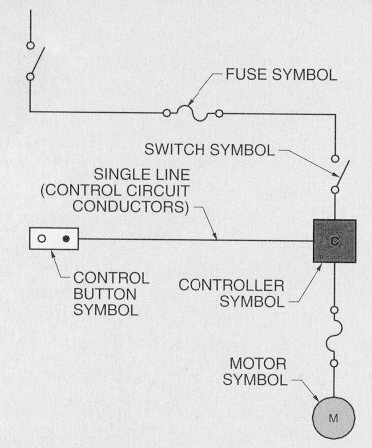 FUSE SYMBOL
SWITCH SYMBOL
SINGLE LINE
(CONTROL CIRCUIT
CONDUCTORS)
C
CONTROL
BUTTON
SYMBOL
CONTROLLER
SYMBOL
MOTOR
SYMBOL
M